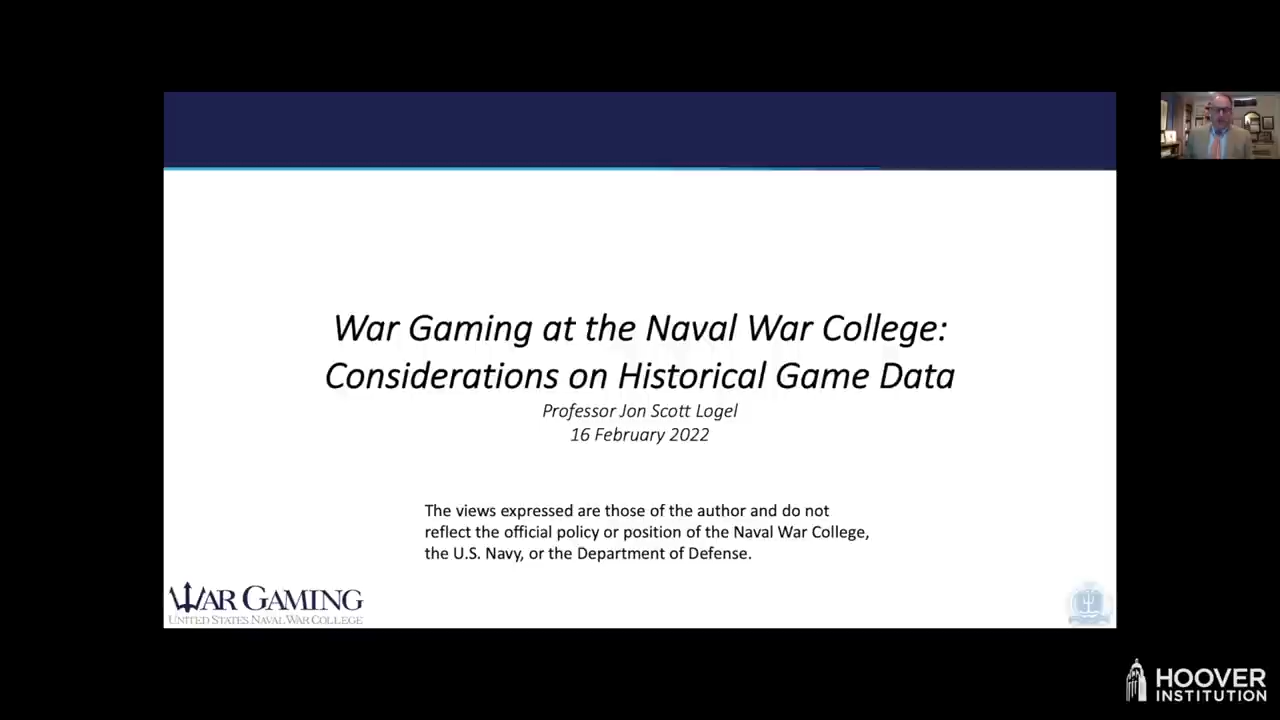 War Gaming at the Naval War College:
Considerations on Historical Game Data
Professor Jon Scott Logel
16 February 2022
The views expressed are those of the author and do not
reflect the official policy or position of the Naval War College,
the U.S. Navy, or the Department of Defense.
WAR GAMING
UNITED STATES NAVAL WAR COLLEGE
HOOVER
INSTITUTION